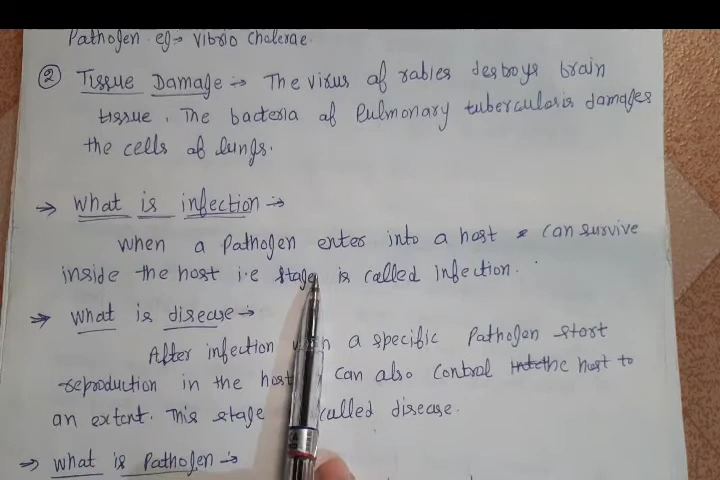 Pathogen eg→ Vibrio Cholerae.
② Tissue Damage → The virus of rabies destroys brain
tissue. The bacteria of Pulmonary tuberculosis damages
the cells of lungs.
→ What is infection →
When a Pathogen enter into a host & can survive
inside the host i.e stage is called infection.
→ What is disease →
After infection a specific Pathogen start
reproduction in the host can also control the host to
an extent. This stage called disease.
⇒ What is Pathogen →